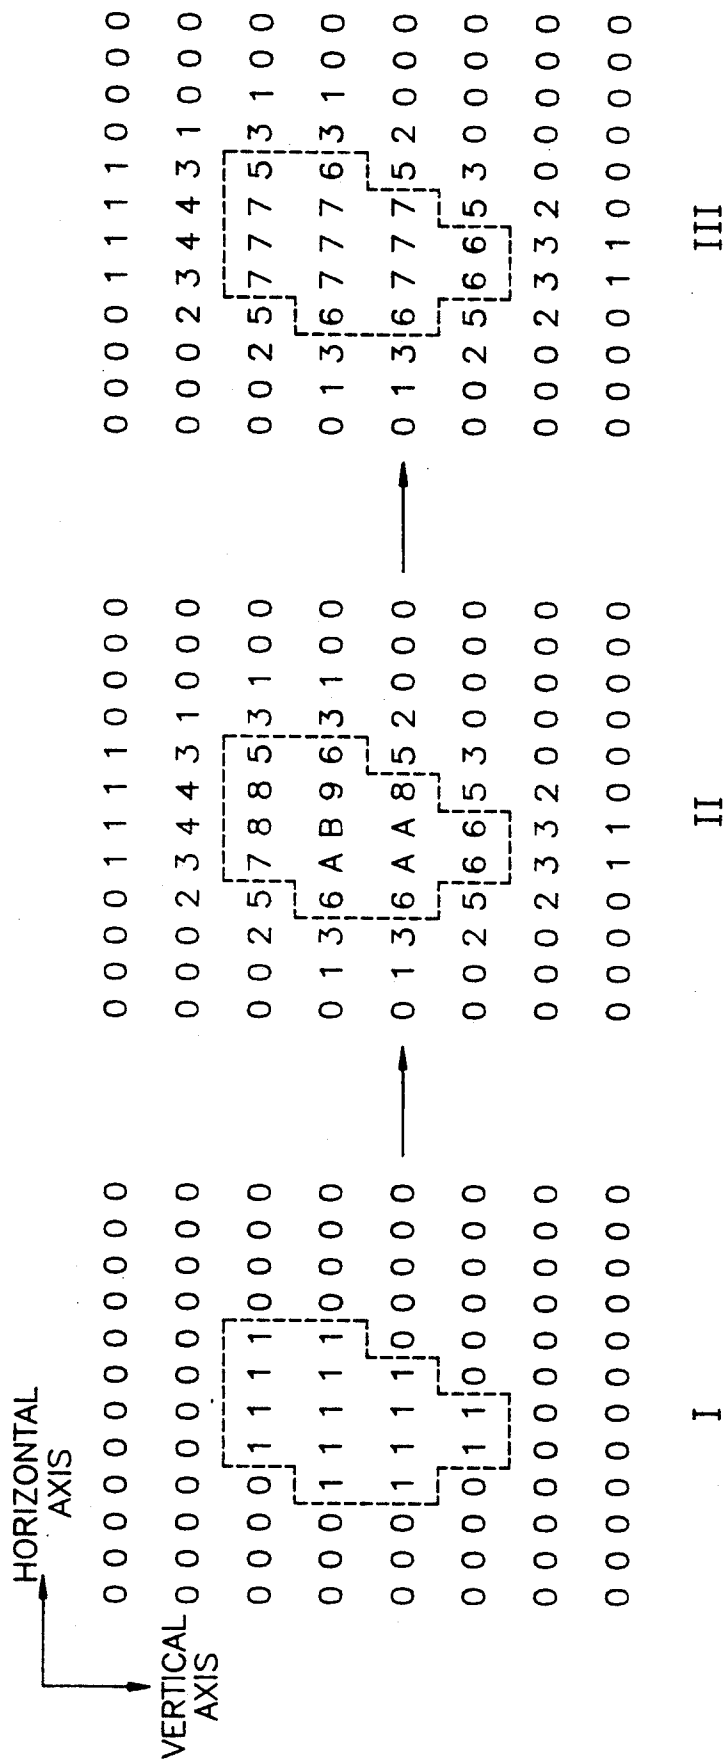 HORIZONTAL
AXIS
VERTICAL
AXIS
0 0 0 0 0 0 0 0 0 0 0 0
0 0 0 0 0 0 0 0 0 0 0 0
0 0 0 0 1 1 1 1 0 0 0 0
0 0 0 1 1 1 1 1 0 0 0 0
0 0 0 1 1 1 1 0 0 0 0 0
0 0 0 0 1 1 0 0 0 0 0 0
0 0 0 0 0 0 0 0 0 0 0 0
0 0 0 0 0 0 0 0 0 0 0 0
I
0 0 0 0 1 1 1 1 0 0 0 0
0 0 0 2 3 4 4 3 1 0 0 0
0 0 2 5 7 8 8 5 3 1 0 0
0 1 3 6 A B 9 6 3 1 0 0
0 1 3 6 A A 8 5 2 0 0 0
0 0 2 5 6 6 5 3 0 0 0 0
0 0 0 2 3 3 2 0 0 0 0 0
0 0 0 0 1 1 0 0 0 0 0 0
II
0 0 0 0 1 1 1 1 0 0 0 0
0 0 0 2 3 4 4 3 1 0 0 0
0 0 2 5 7 7 7 5 3 1 0 0
0 1 3 6 7 7 7 6 3 1 0 0
0 1 3 6 7 7 7 5 2 0 0 0
0 0 2 5 6 6 5 3 0 0 0 0
0 0 0 2 3 3 2 0 0 0 0 0
0 0 0 0 1 1 0 0 0 0 0 0
III